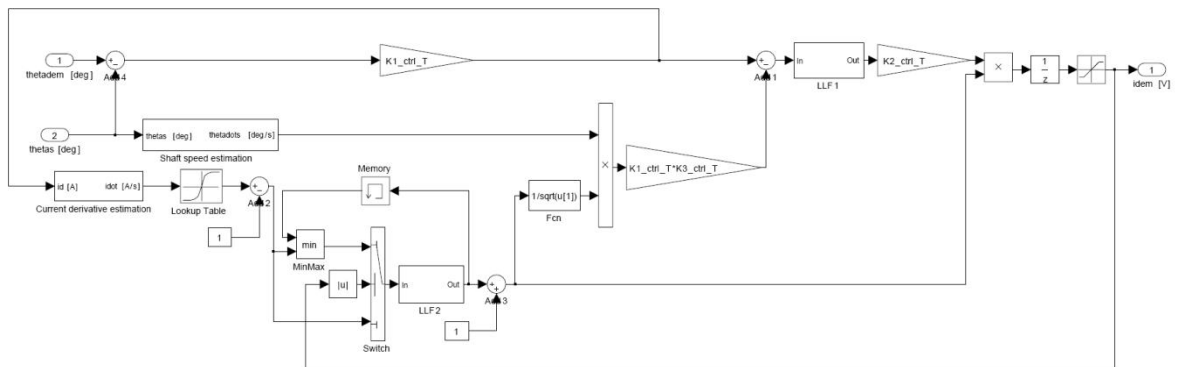 1
thetadem [deg]
Add4
K1_ctrl_T
Add1
In Out
LLF1
K2_ctrl_T
×
1
z
1
idem [V]
2
thetas [deg]
thetas [deg] thetadots [deg/s]
Shaft speed estimation
×
K1_ctrl_T*K3_ctrl_T
id [A] idot [A/s]
Current derivative estimation
Lookup Table
Add2
1
Memory
1/sqrt(u[1])
Fcn
min
MinMax
|u|
Switch
In Out
LLF2
Add3
1